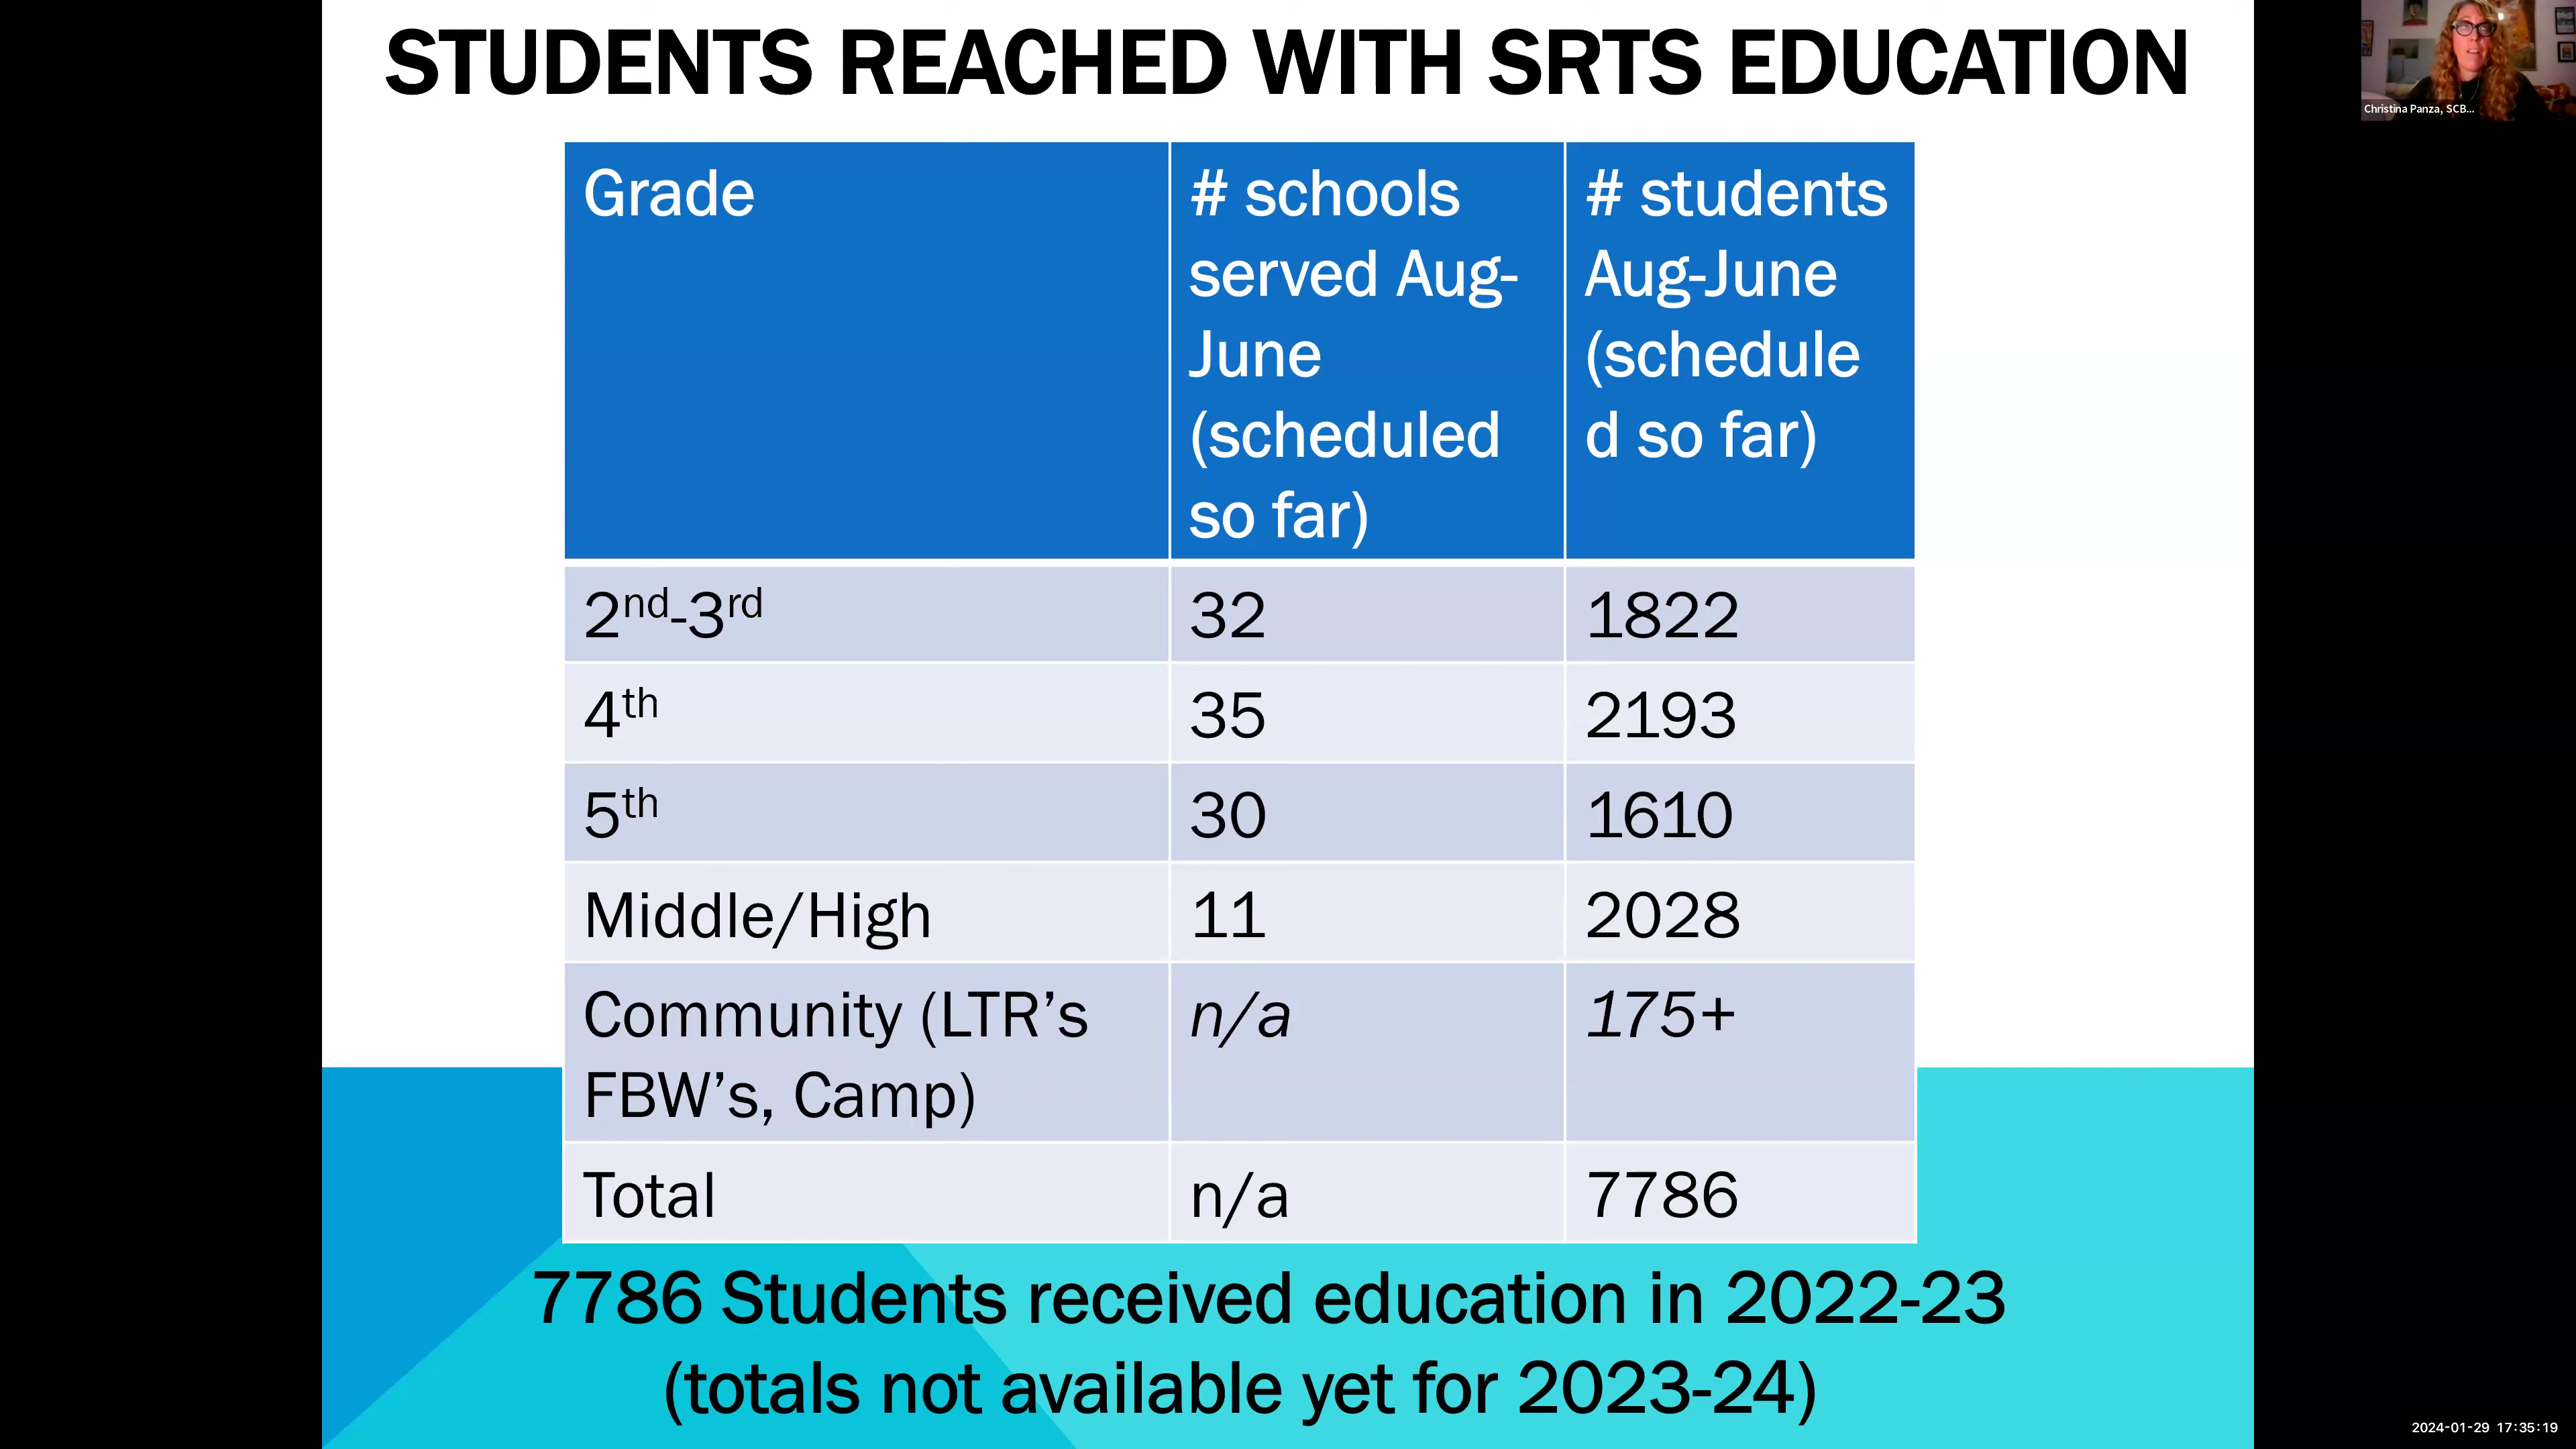 STUDENTS REACHED WITH SRTS EDUCATION
Christina Panza, SCB...
Grade
# schools
served Aug-
June
(scheduled
so far)
# students
Aug-June
(schedule
d so far)
2nd-3rd
32
1822
4th
35
2193
5th
30
1610
Middle/High
11
2028
Community (LTR’s
FBW’s, Camp)
n/a
175+
Total
n/a
7786
7786 Students received education in 2022-23
(totals not available yet for 2023-24)
2024-01-29 17:35:19